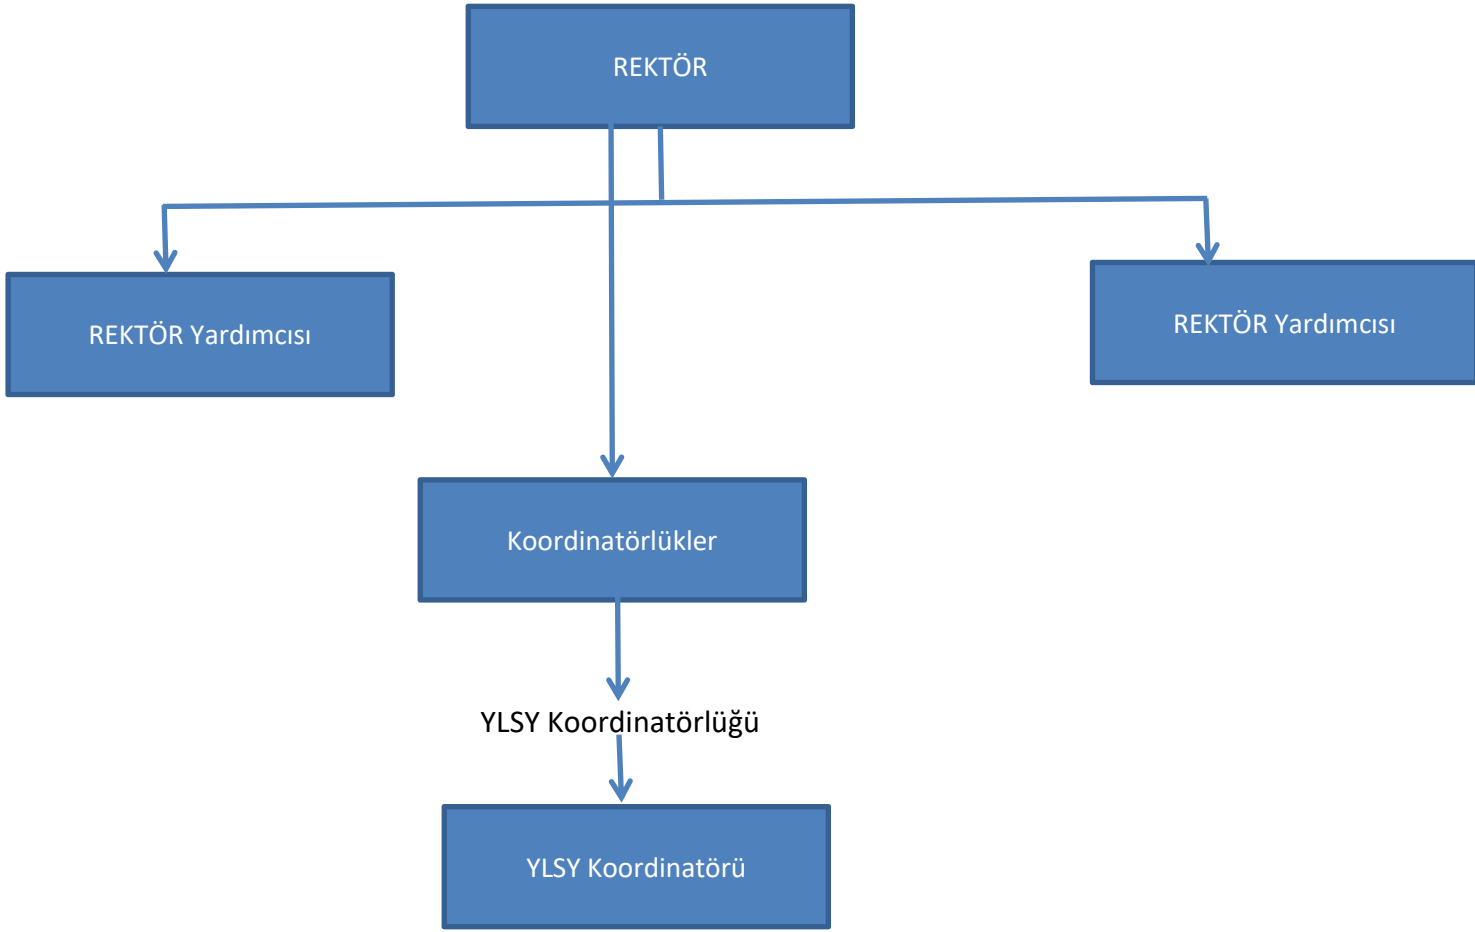 REKTÖR
REKTÖR Yardımcısı
REKTÖR Yardımcısı
Koordinatörlükler
YLSY Koordinatörlüğü
YLSY Koordinatörü